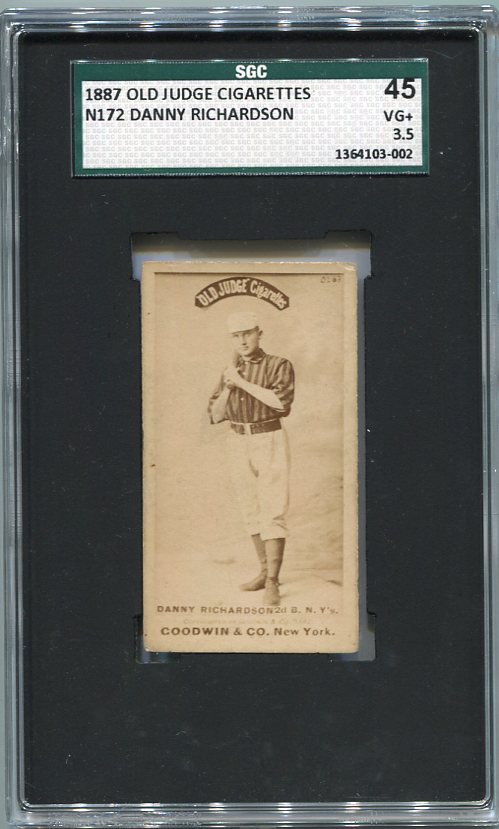 SGC
1887 OLD JUDGE CIGARETTES
45
N172 DANNY RICHARDSON
VG+
3.5
1364103-002
"OLD JUDGE" Cigarettes
DANNY RICHARDSON 2d B. N. Y's.
GOODWIN & CO. New York.